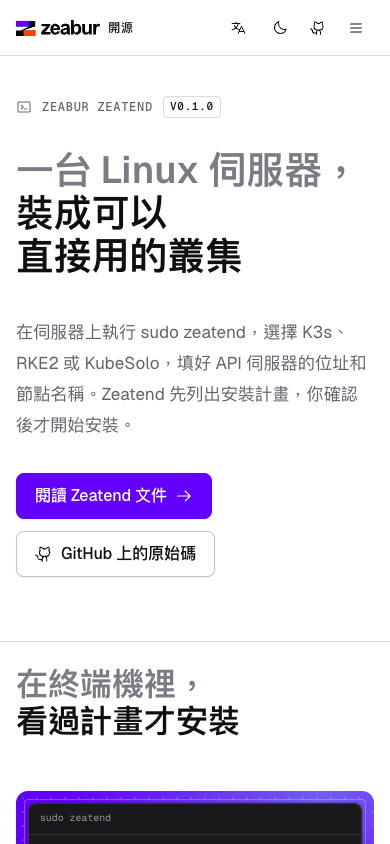 zeabur 開源
ZEABUR ZEATEND V0.1.0
一台 Linux 伺服器，
裝成可以
直接用的叢集
在伺服器上執行 sudo zeatend，選擇 K3s、
RKE2 或 KubeSolo，填好 API 伺服器的位址和
節點名稱。Zeatend 先列出安裝計畫，你確認
後才開始安裝。
閱讀 Zeatend 文件 →
GitHub 上的原始碼
在終端機裡，
看過計畫才安裝
sudo zeatend